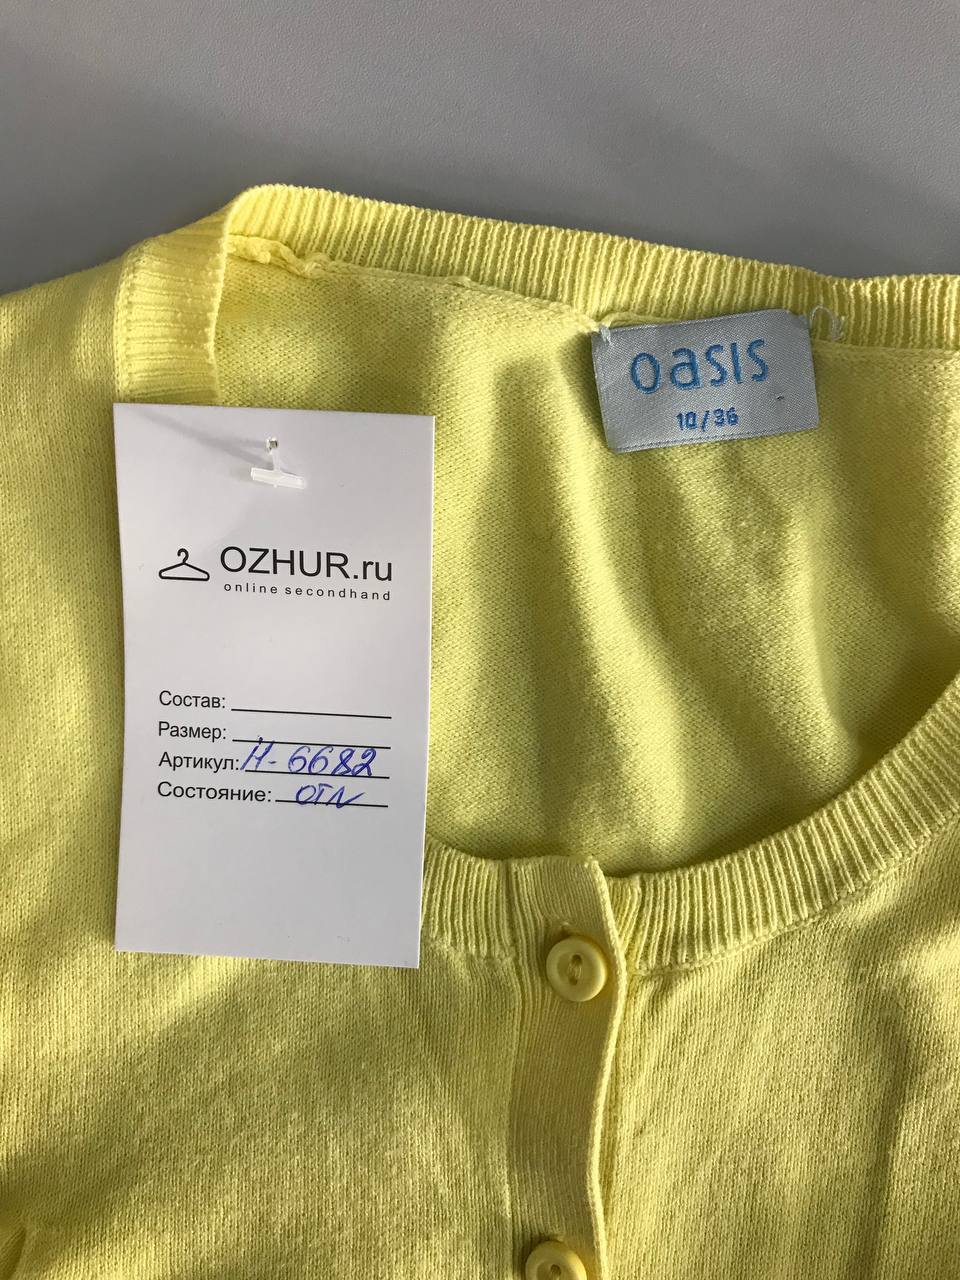 oasis
10/36
OZHUR.ru
online secondhand
Состав:
Размер:
Артикул: Н-6682
Состояние: ОТЛ